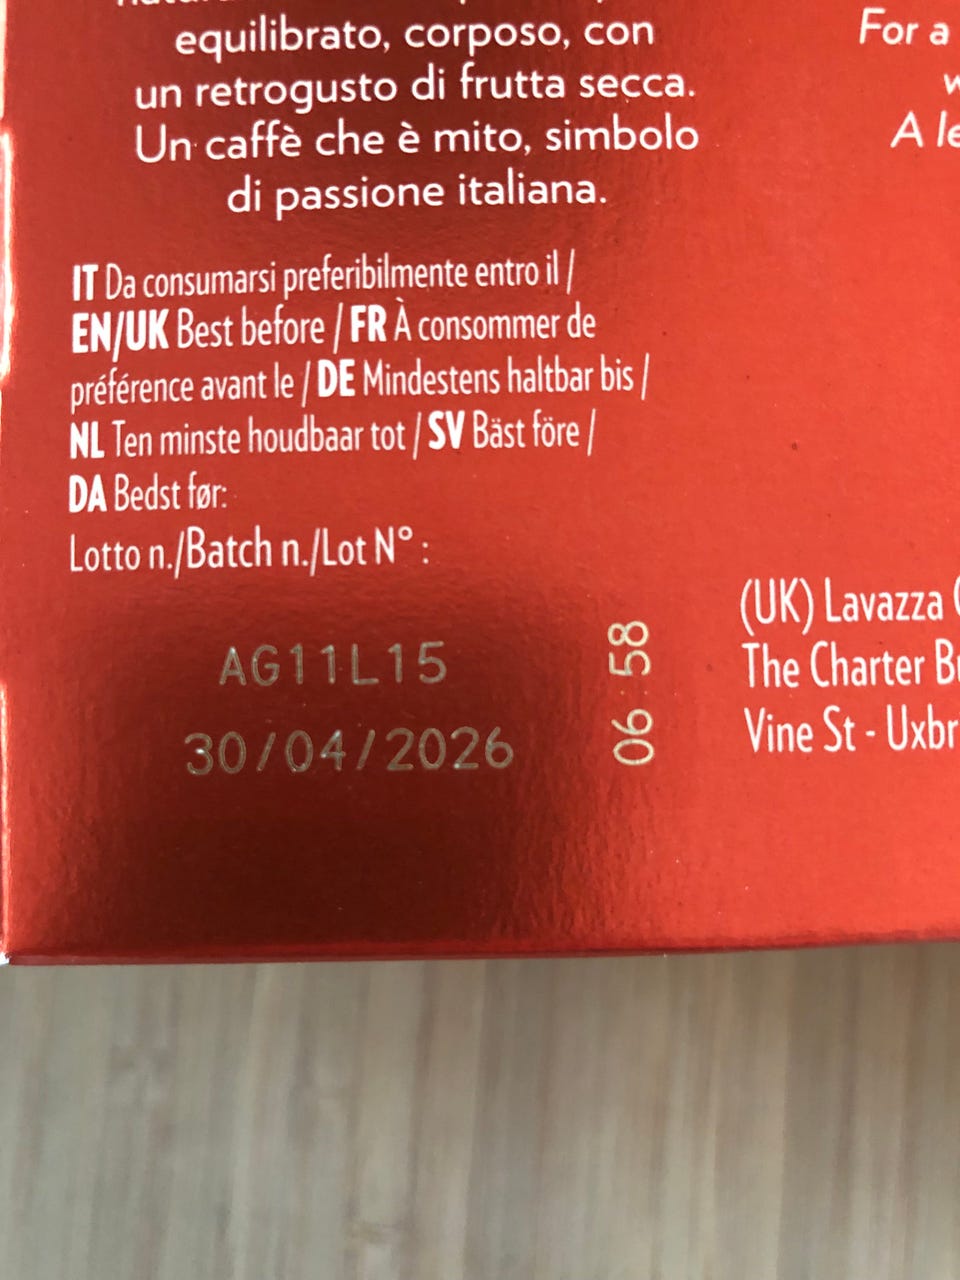 equilibrato, corposo, con
un retrogusto di frutta secca.
Un caffè che è mito, simbolo
di passione italiana.
For a
A
IT Da consumarsi preferibilmente entro il /
EN/UK Best before / FR À consommer de
préférence avant le / DE Mindestens haltbar bis /
NL Ten minste houdbaar tot / SV Bäst före /
DA Bedst før:
Lotto n./Batch n./Lot N° :
AG11L15
30/04/2026
06 58
(UK) Lavazza
The Charter
Vine St - Uxbr